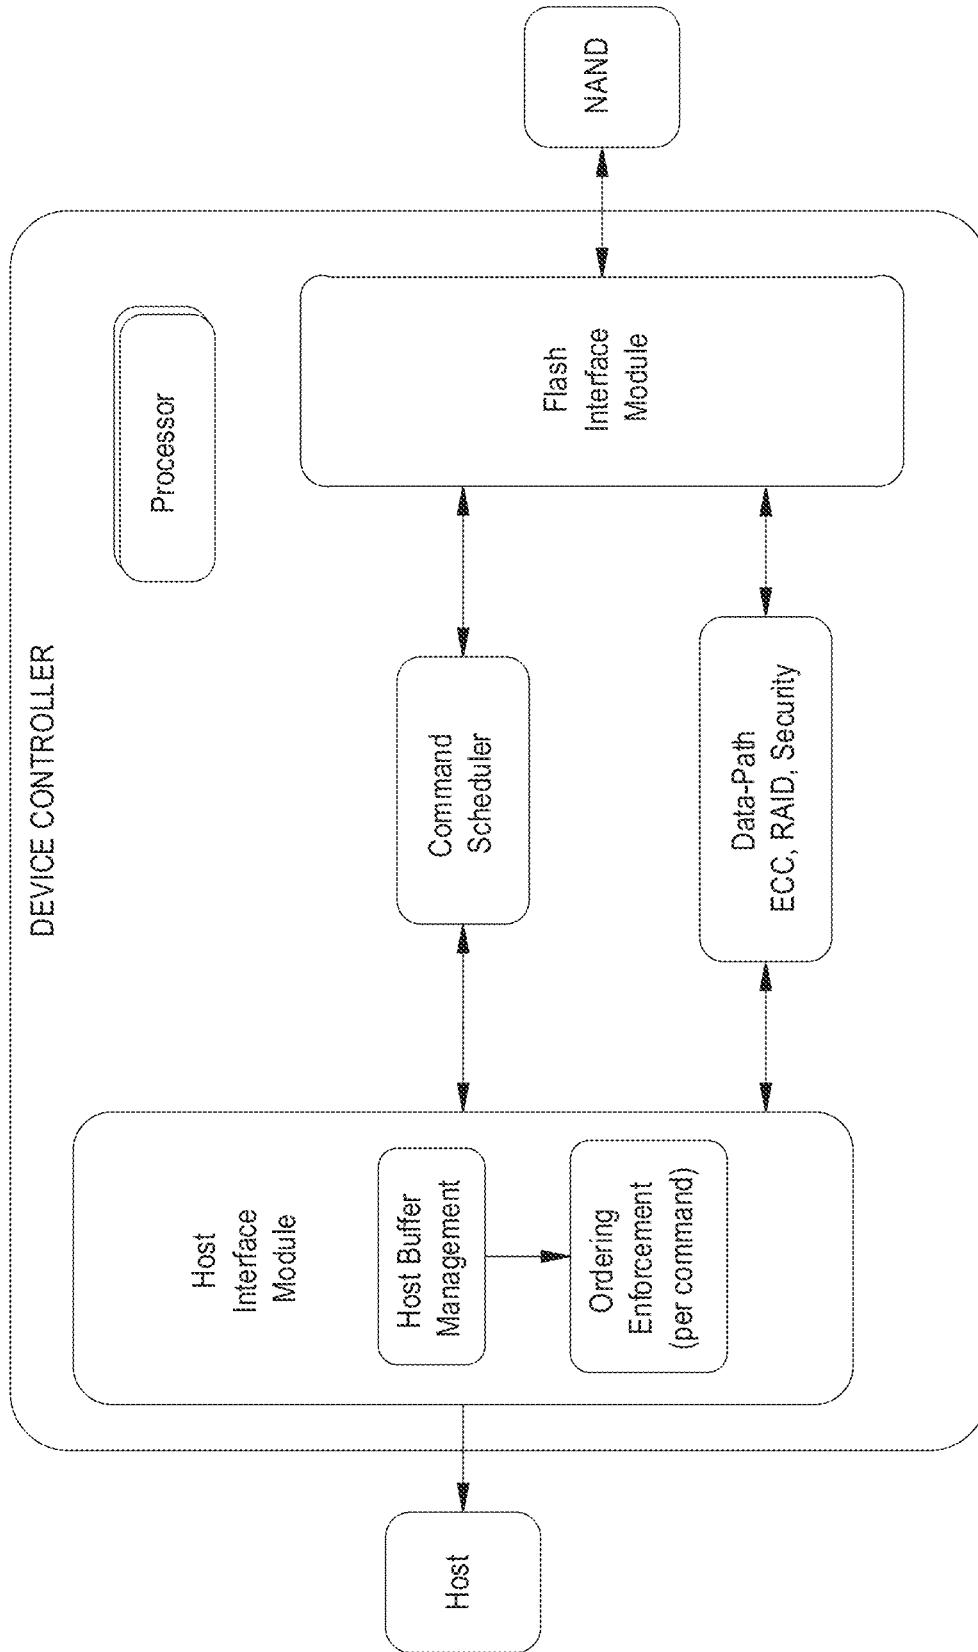 DEVICE CONTROLLER
Processor
Host
Host
Interface
Module
Host Buffer
Management
Ordering
Enforcement
(per command)
Command
Scheduler
Data-Path
ECC, RAID, Security
Flash
Interface
Module
NAND